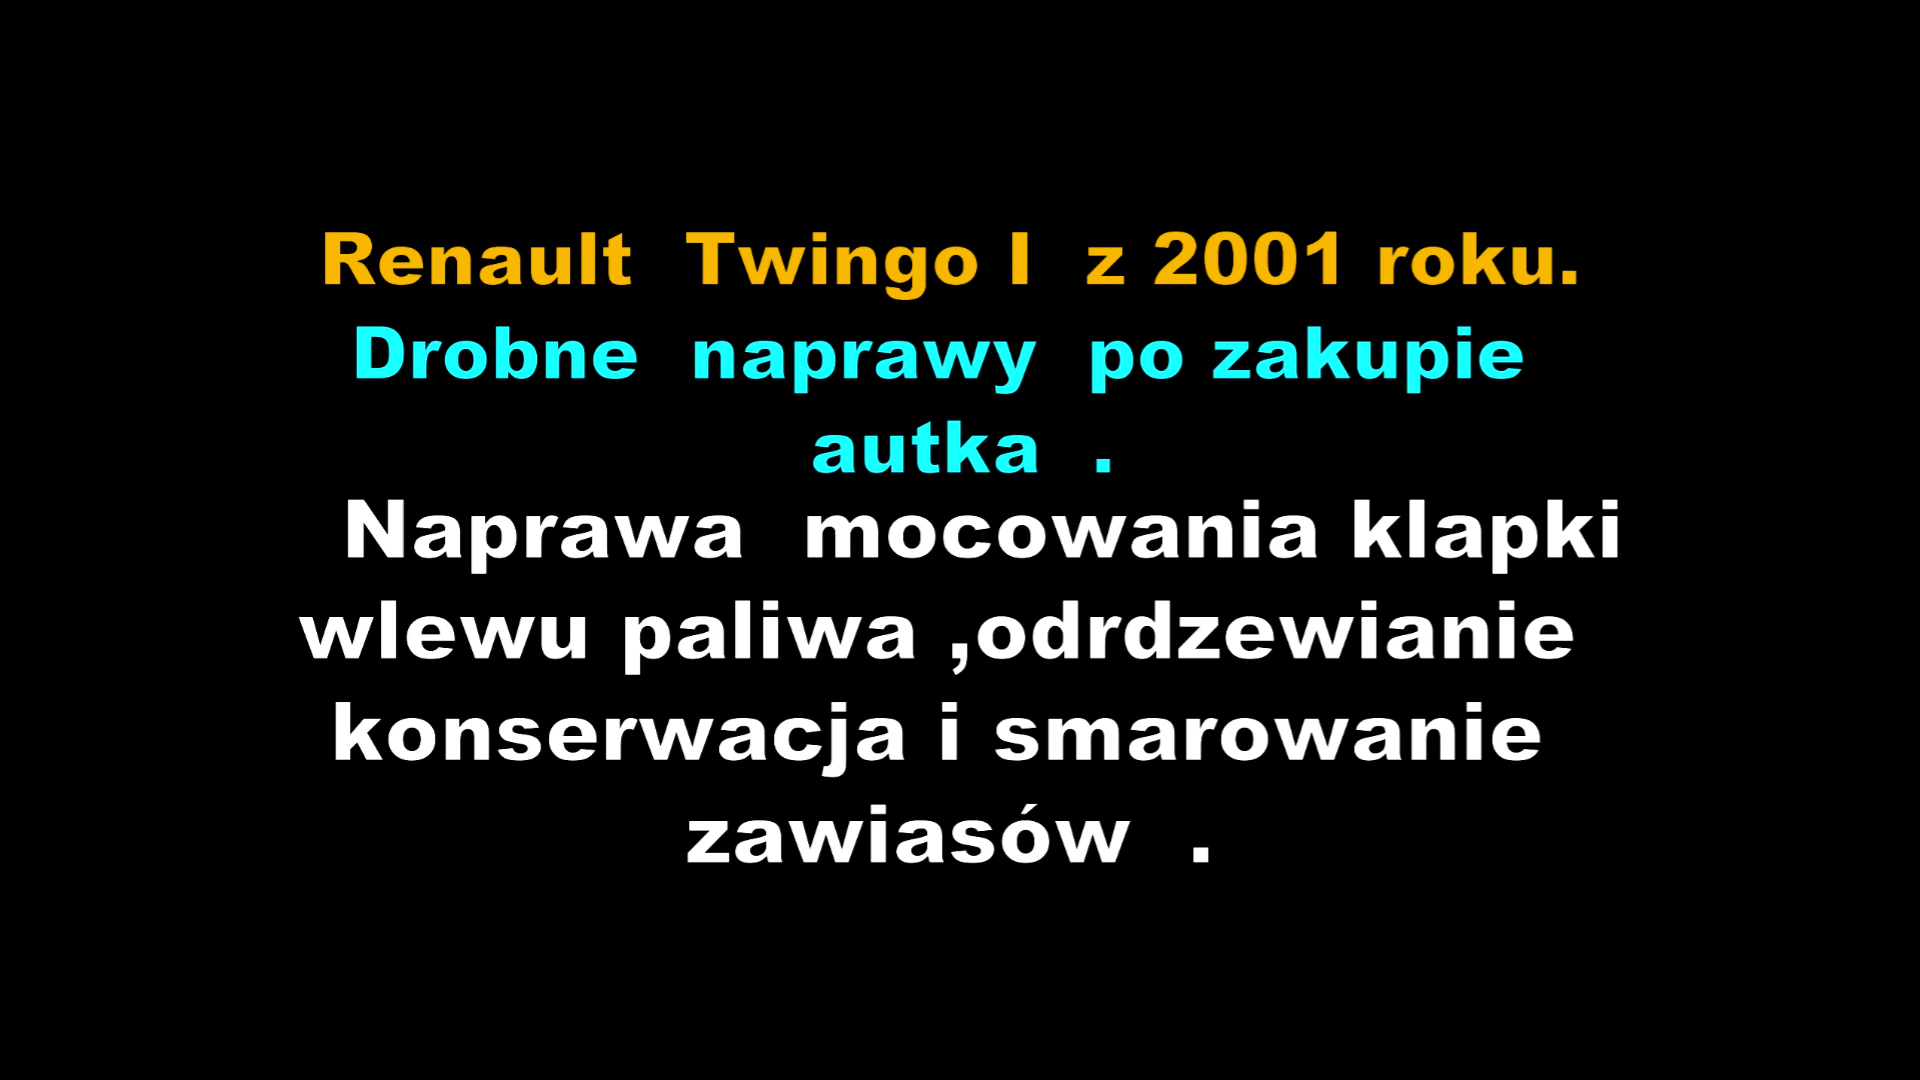 Renault Twingo I z 2001 roku.
Drobne naprawy po zakupie
autka .
Naprawa mocowania klapki
wlewu paliwa ,odrdzewianie
konserwacja i smarowanie
zawiasów .